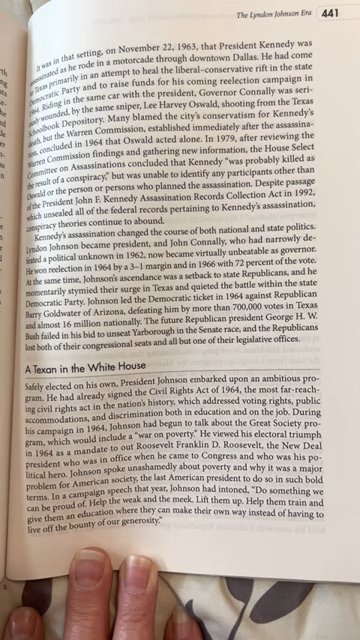 The Lyndon Johnson Era 441
It was in that setting, on November 22, 1963, that President Kennedy was
assassinated as he rode in a motorcade through downtown Dallas. He had come
to Texas primarily in an attempt to heal the liberal–conservative rift in the state
Democratic Party and to raise funds for his coming reelection campaign in
1964. Riding in the same car with the president, Governor Connally was seri-
ously wounded, by the same sniper, Lee Harvey Oswald, shooting from the Texas
Schoolbook Depository. Many blamed the city's conservatism for Kennedy's
death, but the Warren Commission, established immediately after the assassina-
tion, concluded in 1964 that Oswald acted alone. In 1979, after reviewing the
Warren Commission findings and gathering new information, the House Select
Committee on Assassinations concluded that Kennedy "was probably killed as
the result of a conspiracy," but was unable to identify any participants other than
Oswald or the person or persons who planned the assassination. Despite passage
of the President John F. Kennedy Assassination Records Collection Act in 1992,
which unsealed all of the federal records pertaining to Kennedy's assassination,
conspiracy theories continue to abound.
Kennedy's assassination changed the course of both national and state politics.
Lyndon Johnson became president, and John Connally, who had narrowly de-
feated a political unknown in 1962, now became virtually unbeatable as governor.
He won reelection in 1964 by a 3–1 margin and in 1966 with 72 percent of the vote.
At the same time, Johnson's ascendance was a setback to state Republicans, and he
momentarily stymied their surge in Texas and quieted the battle within the state
Democratic Party. Johnson led the Democratic ticket in 1964 against Republican
Barry Goldwater of Arizona, defeating him by more than 700,000 votes in Texas
and almost 16 million nationally. The future Republican president George H. W.
Bush failed in his bid to unseat Yarborough in the Senate race, and the Republicans
lost both of their congressional seats and all but one of their legislative offices.
A Texan in the White House
Safely elected on his own, President Johnson embarked upon an ambitious pro-
gram. He had already signed the Civil Rights Act of 1964, the most far-reach-
ing civil rights act in the nation's history, which addressed voting rights, public
accommodations, and discrimination both in education and on the job. During
his campaign in 1964, Johnson had begun to talk about the Great Society pro-
gram, which would include a "war on poverty." He viewed his electoral triumph
in 1964 as a mandate to out Roosevelt Franklin D. Roosevelt, the New Deal
president who was in office when he came to Congress and who was his po-
litical hero. Johnson spoke unashamedly about poverty and why it was a major
problem for American society, the last American president to do so in such bold
terms. In a campaign speech that year, Johnson had intoned, "Do something we
can be proud of. Help the weak and the meek. Lift them up. Help them train and
give them an education where they can make their own way instead of having to
live off the bounty of our generosity."